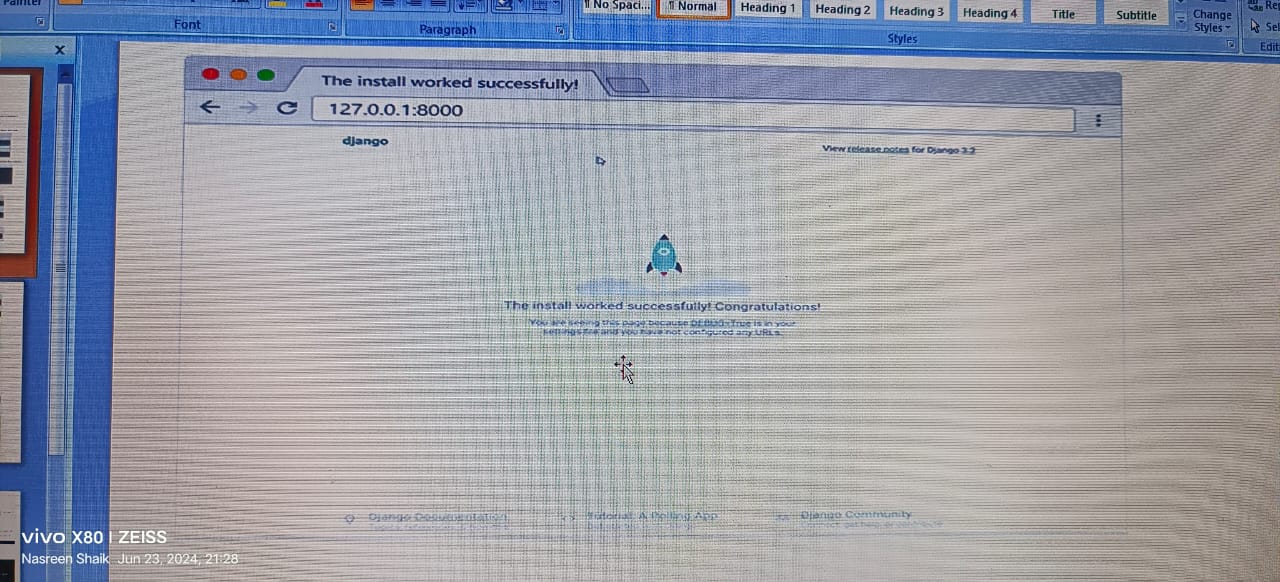 Painter
Font
Paragraph
¶ No Spaci...
¶ Normal
Heading 1
Heading 2
Heading 3
Heading 4
Title
Subtitle
Change
Styles
Styles
The install worked successfully!
127.0.0.1:8000
django
View release notes for Django 3.2
The install worked successfully! Congratulations!
You are seeing this page because DEBUG=True is in your
settings file and you have not configured any URLs.
Django Documentation
Tutorial: A Polling App
Django Community
vivo X80 | ZEISS
Nasreen Shaik Jun 23, 2024, 21:28